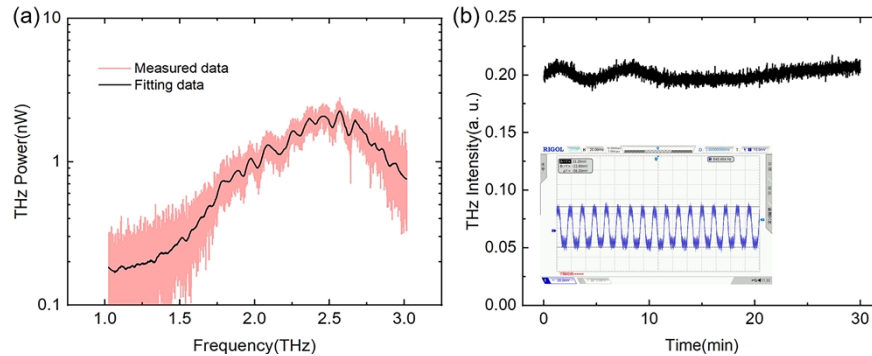 (a)
10
1
0.1
THz Power(nW)
Measured data
Fitting data
1.0 1.5 2.0 2.5 3.0
Frequency(THz)
(b)
0.25
0.20
0.15
0.10
0.05
0.00
THz Intensity(a. u.)
RIGOL
0 10 20 30
Time(min)